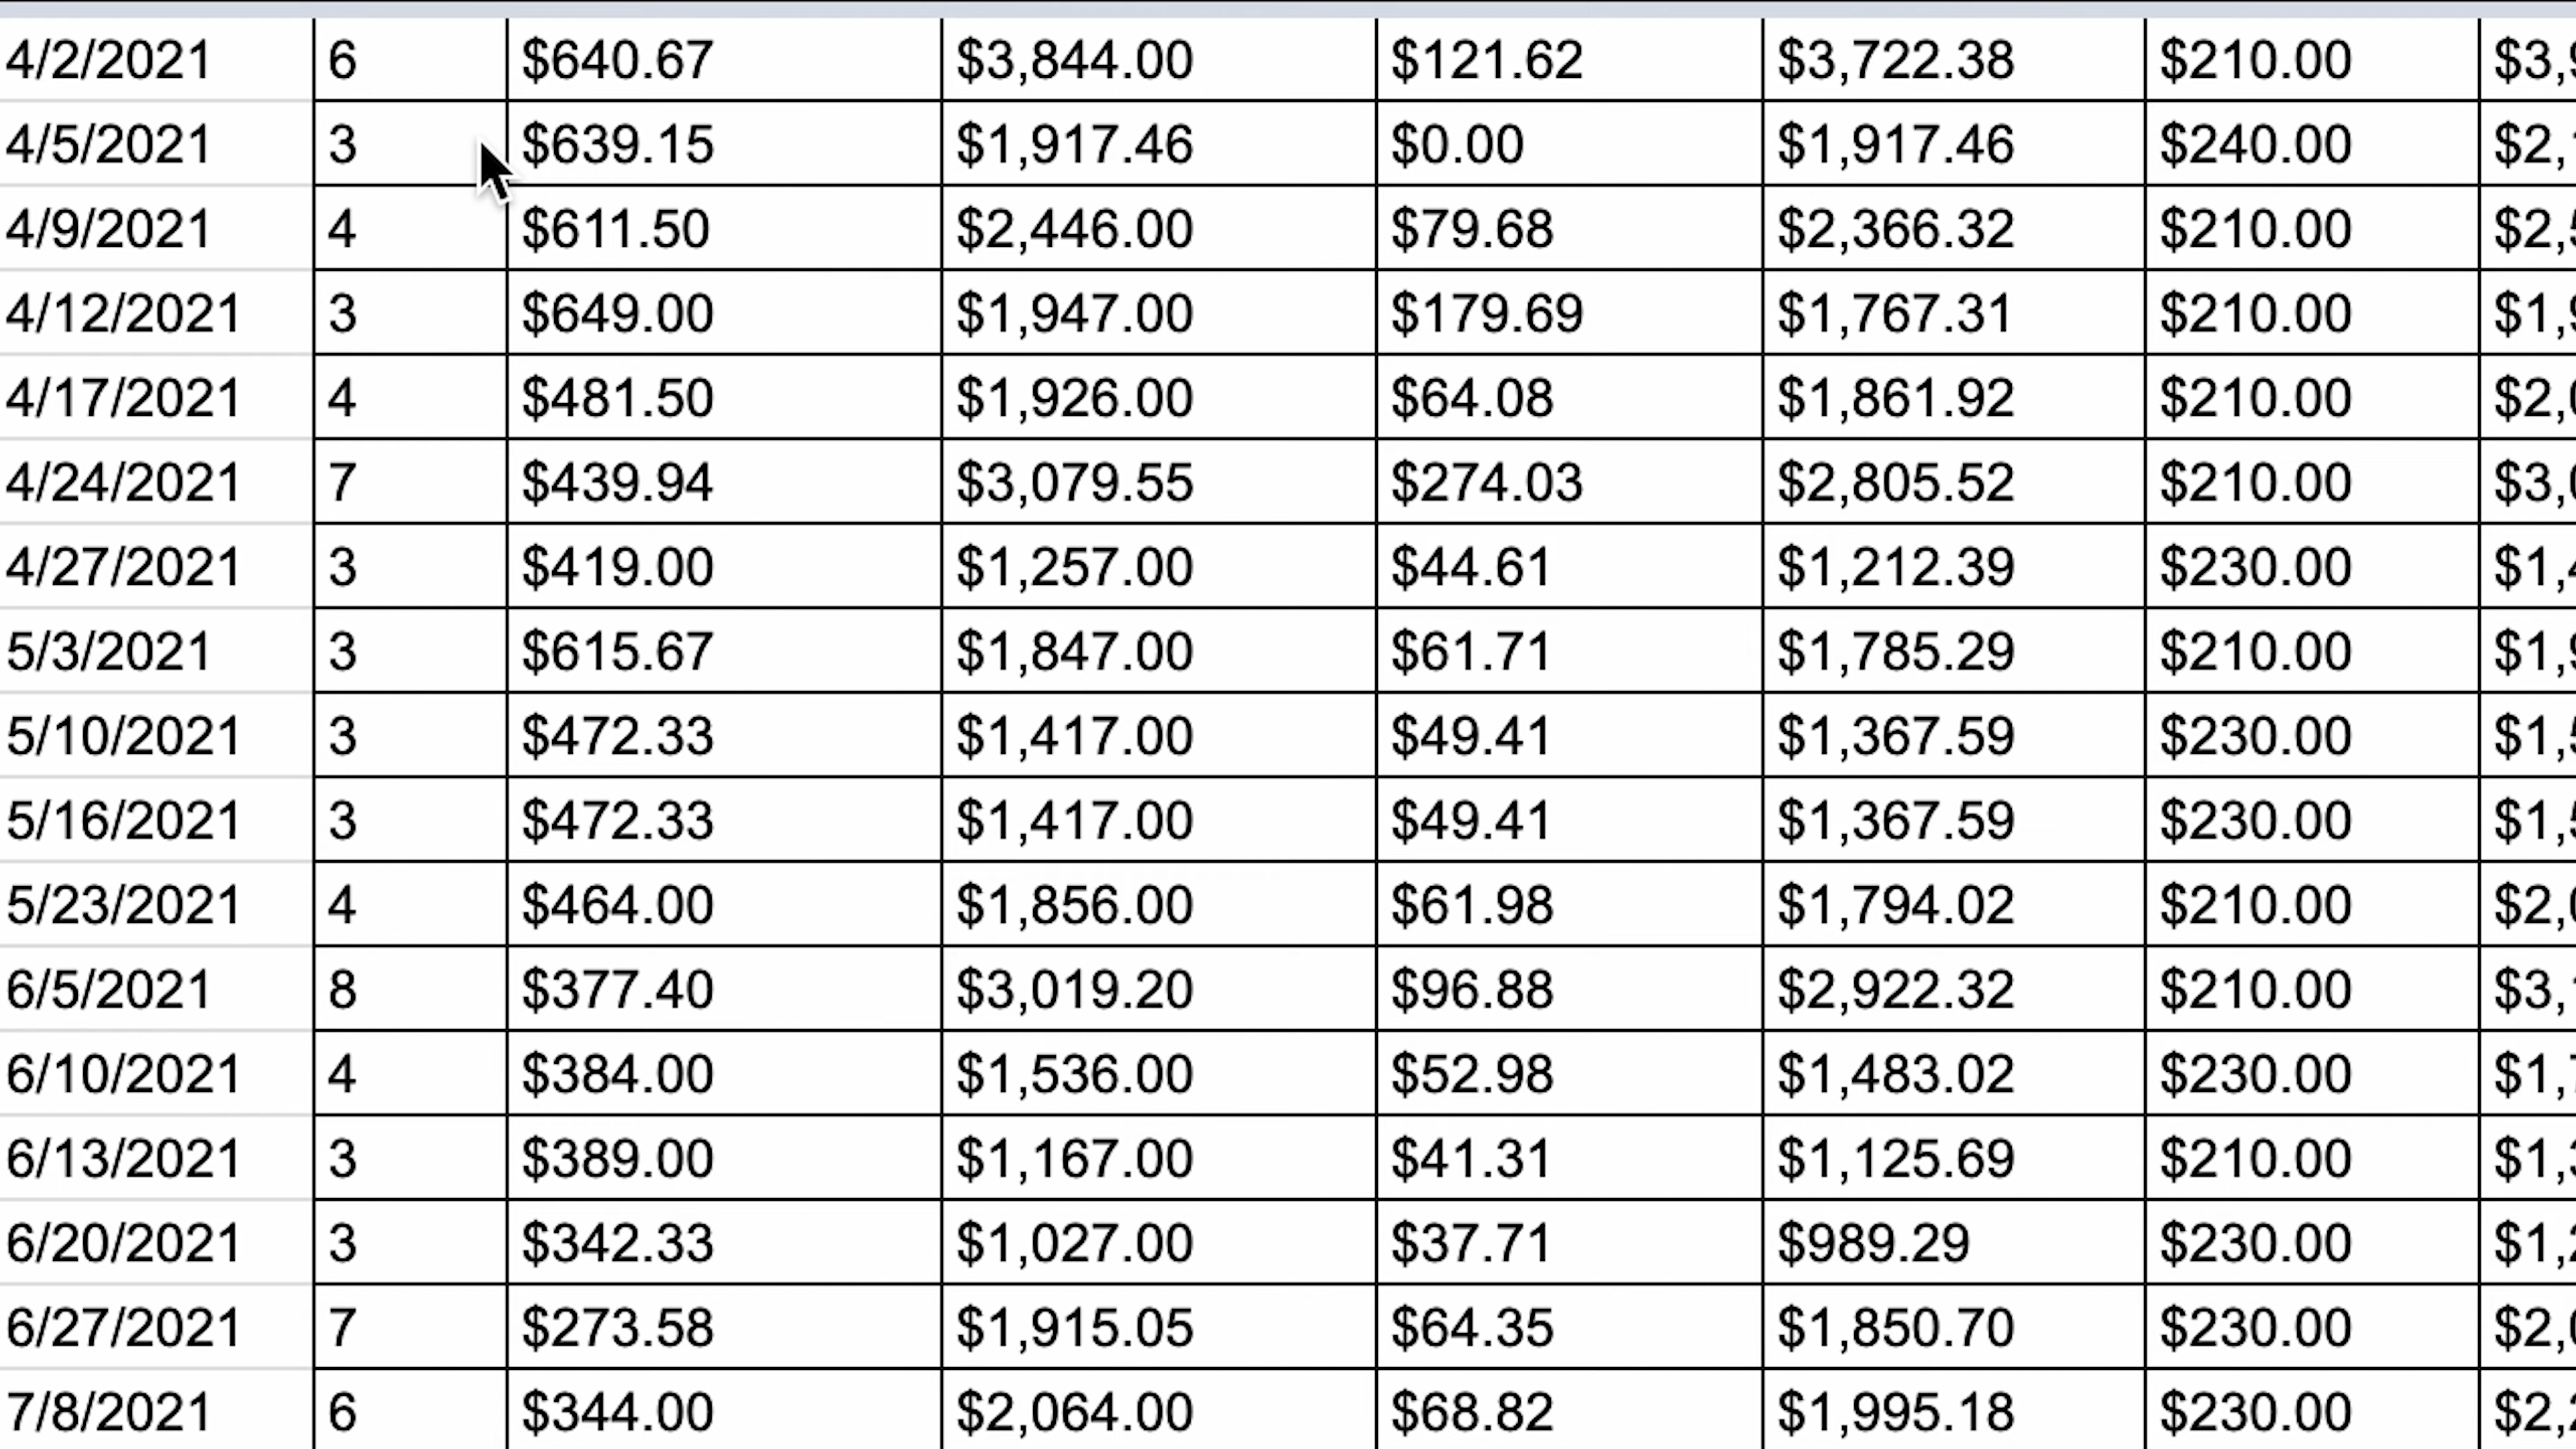 4/2/2021 6 $640.67 $3,844.00 $121.62 $3,722.38 $210.00
4/5/2021 3 $639.15 $1,917.46 $0.00 $1,917.46 $240.00
4/9/2021 4 $611.50 $2,446.00 $79.68 $2,366.32 $210.00
4/12/2021 3 $649.00 $1,947.00 $179.69 $1,767.31 $210.00
4/17/2021 4 $481.50 $1,926.00 $64.08 $1,861.92 $210.00
4/24/2021 7 $439.94 $3,079.55 $274.03 $2,805.52 $210.00
4/27/2021 3 $419.00 $1,257.00 $44.61 $1,212.39 $230.00
5/3/2021 3 $615.67 $1,847.00 $61.71 $1,785.29 $210.00
5/10/2021 3 $472.33 $1,417.00 $49.41 $1,367.59 $230.00
5/16/2021 3 $472.33 $1,417.00 $49.41 $1,367.59 $230.00
5/23/2021 4 $464.00 $1,856.00 $61.98 $1,794.02 $210.00
6/5/2021 8 $377.40 $3,019.20 $96.88 $2,922.32 $210.00
6/10/2021 4 $384.00 $1,536.00 $52.98 $1,483.02 $230.00
6/13/2021 3 $389.00 $1,167.00 $41.31 $1,125.69 $210.00
6/20/2021 3 $342.33 $1,027.00 $37.71 $989.29 $230.00
6/27/2021 7 $273.58 $1,915.05 $64.35 $1,850.70 $230.00
7/8/2021 6 $344.00 $2,064.00 $68.82 $1,995.18 $230.00